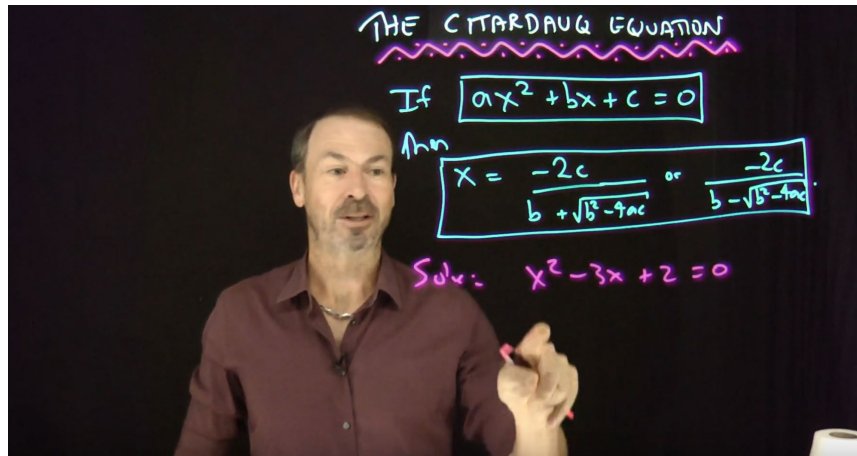 THE CITARDAUQ EQUATION
If ax² + bx + c = 0
Then
x = -2c / (b + √(b² - 4ac)) or -2c / (b - √(b² - 4ac)).
Solve: x² - 3x + 2 = 0